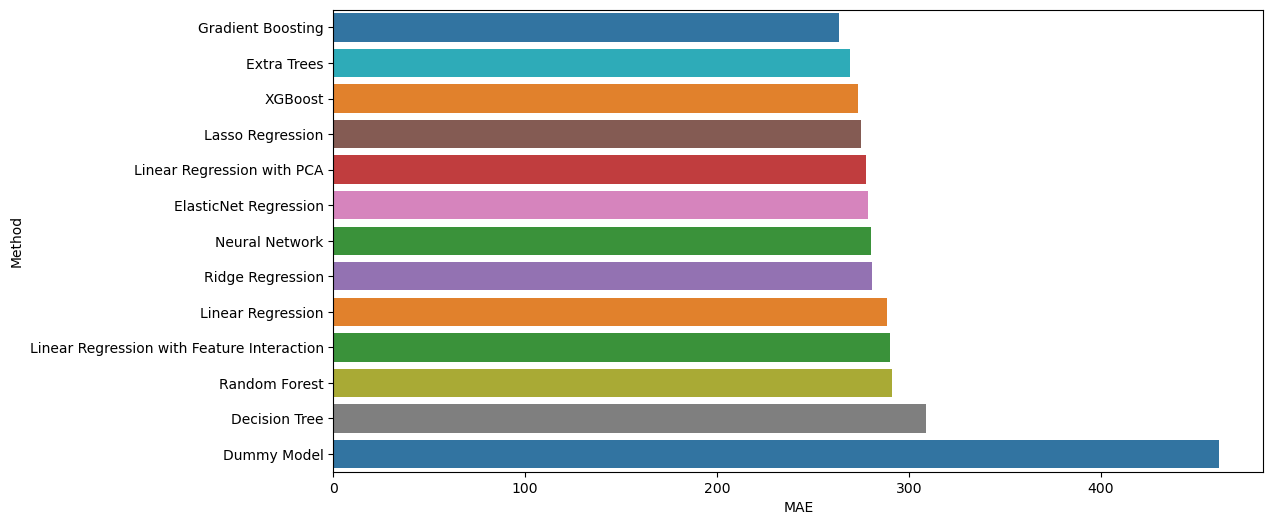 Gradient Boosting
Extra Trees
XGBoost
Lasso Regression
Linear Regression with PCA
ElasticNet Regression
Neural Network
Ridge Regression
Linear Regression
Linear Regression with Feature Interaction
Random Forest
Decision Tree
Dummy Model
Method
0 100 200 300 400
MAE